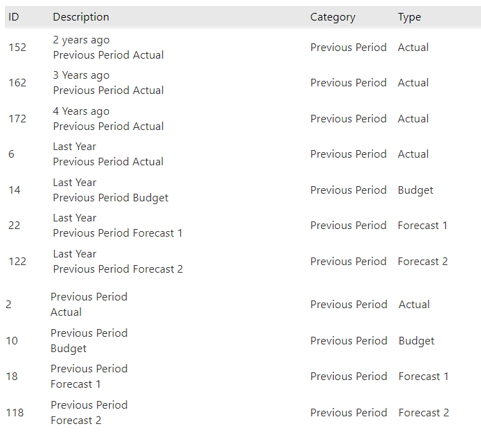 ID Description Category Type
2 years ago
152 Previous Period Actual Previous Period Actual
3 Years ago
162 Previous Period Actual Previous Period Actual
4 Years ago
172 Previous Period Actual Previous Period Actual
Last Year
6 Previous Period Actual Previous Period Actual
Last Year
14 Previous Period Budget Previous Period Budget
Last Year
22 Previous Period Forecast 1 Previous Period Forecast 1
Last Year
122 Previous Period Forecast 2 Previous Period Forecast 2
Previous Period
2 Actual Previous Period Actual
Previous Period
10 Budget Previous Period Budget
Previous Period
18 Forecast 1 Previous Period Forecast 1
Previous Period
118 Forecast 2 Previous Period Forecast 2